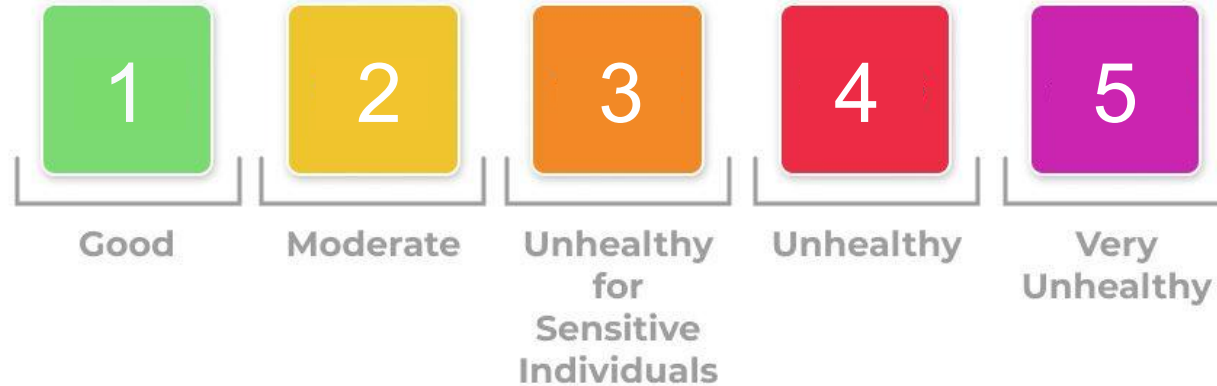 1 2 3 4 5
Good
Moderate
Unhealthy
for
Sensitive
Individuals
Unhealthy
Very
Unhealthy